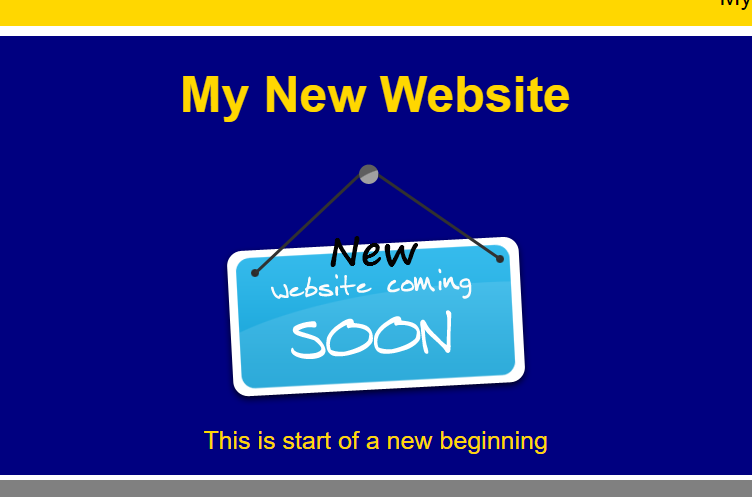 My
My New Website
New
website coming
SOON
This is start of a new beginning